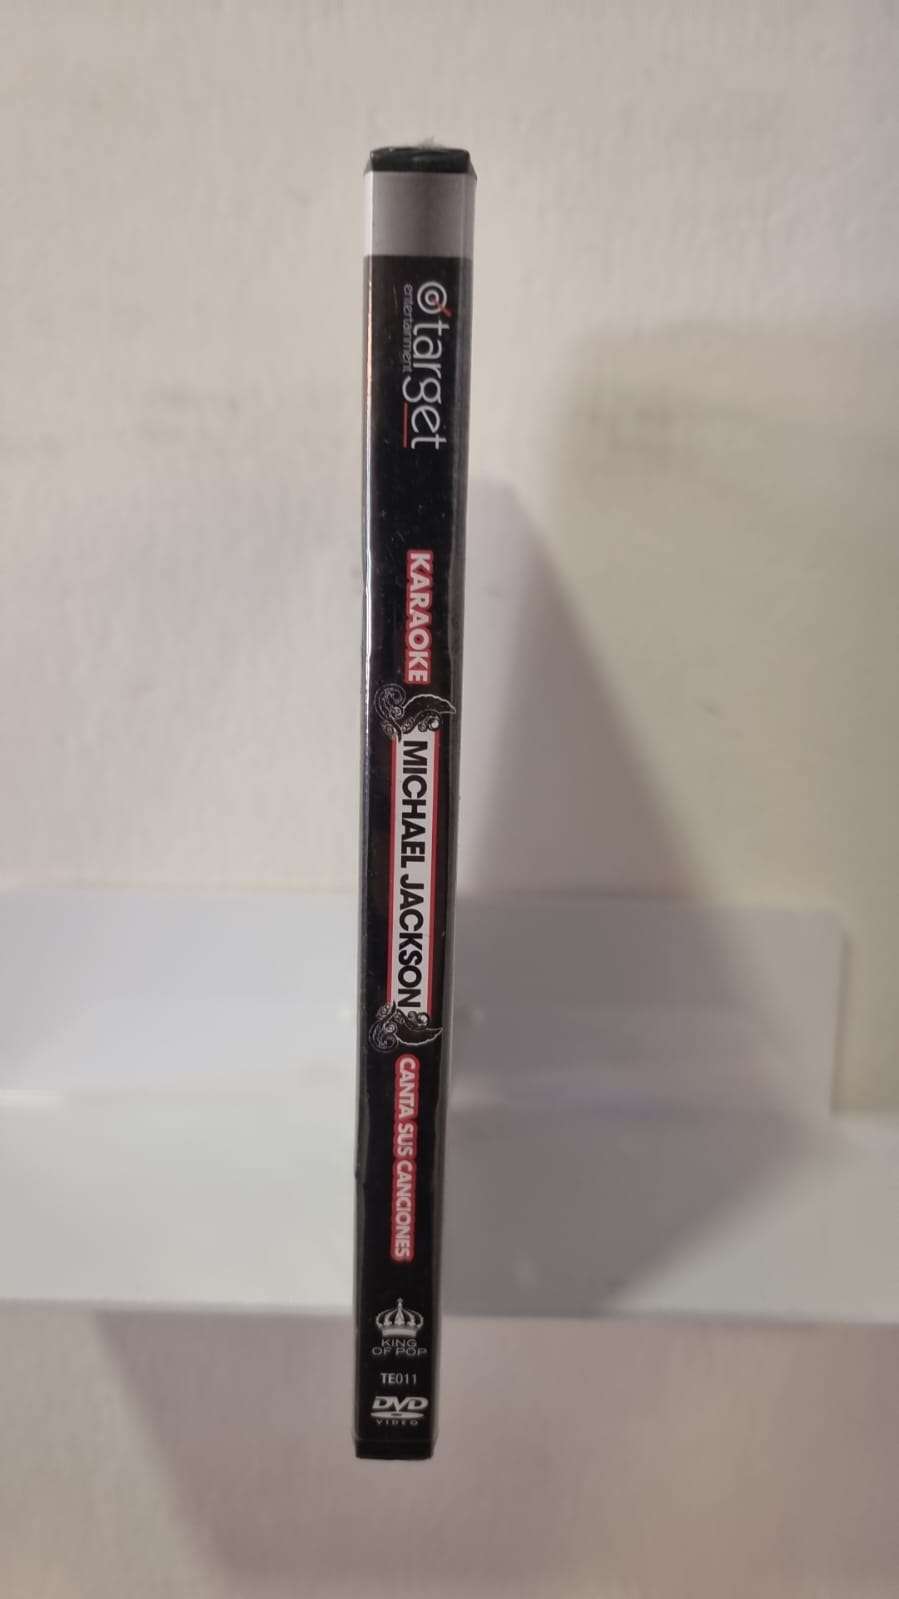 target
entertainment
KARAOKE
MICHAEL JACKSON
CANTA SUS CANCIONES
KING
OF POP
TE011
DVD
VIDEO